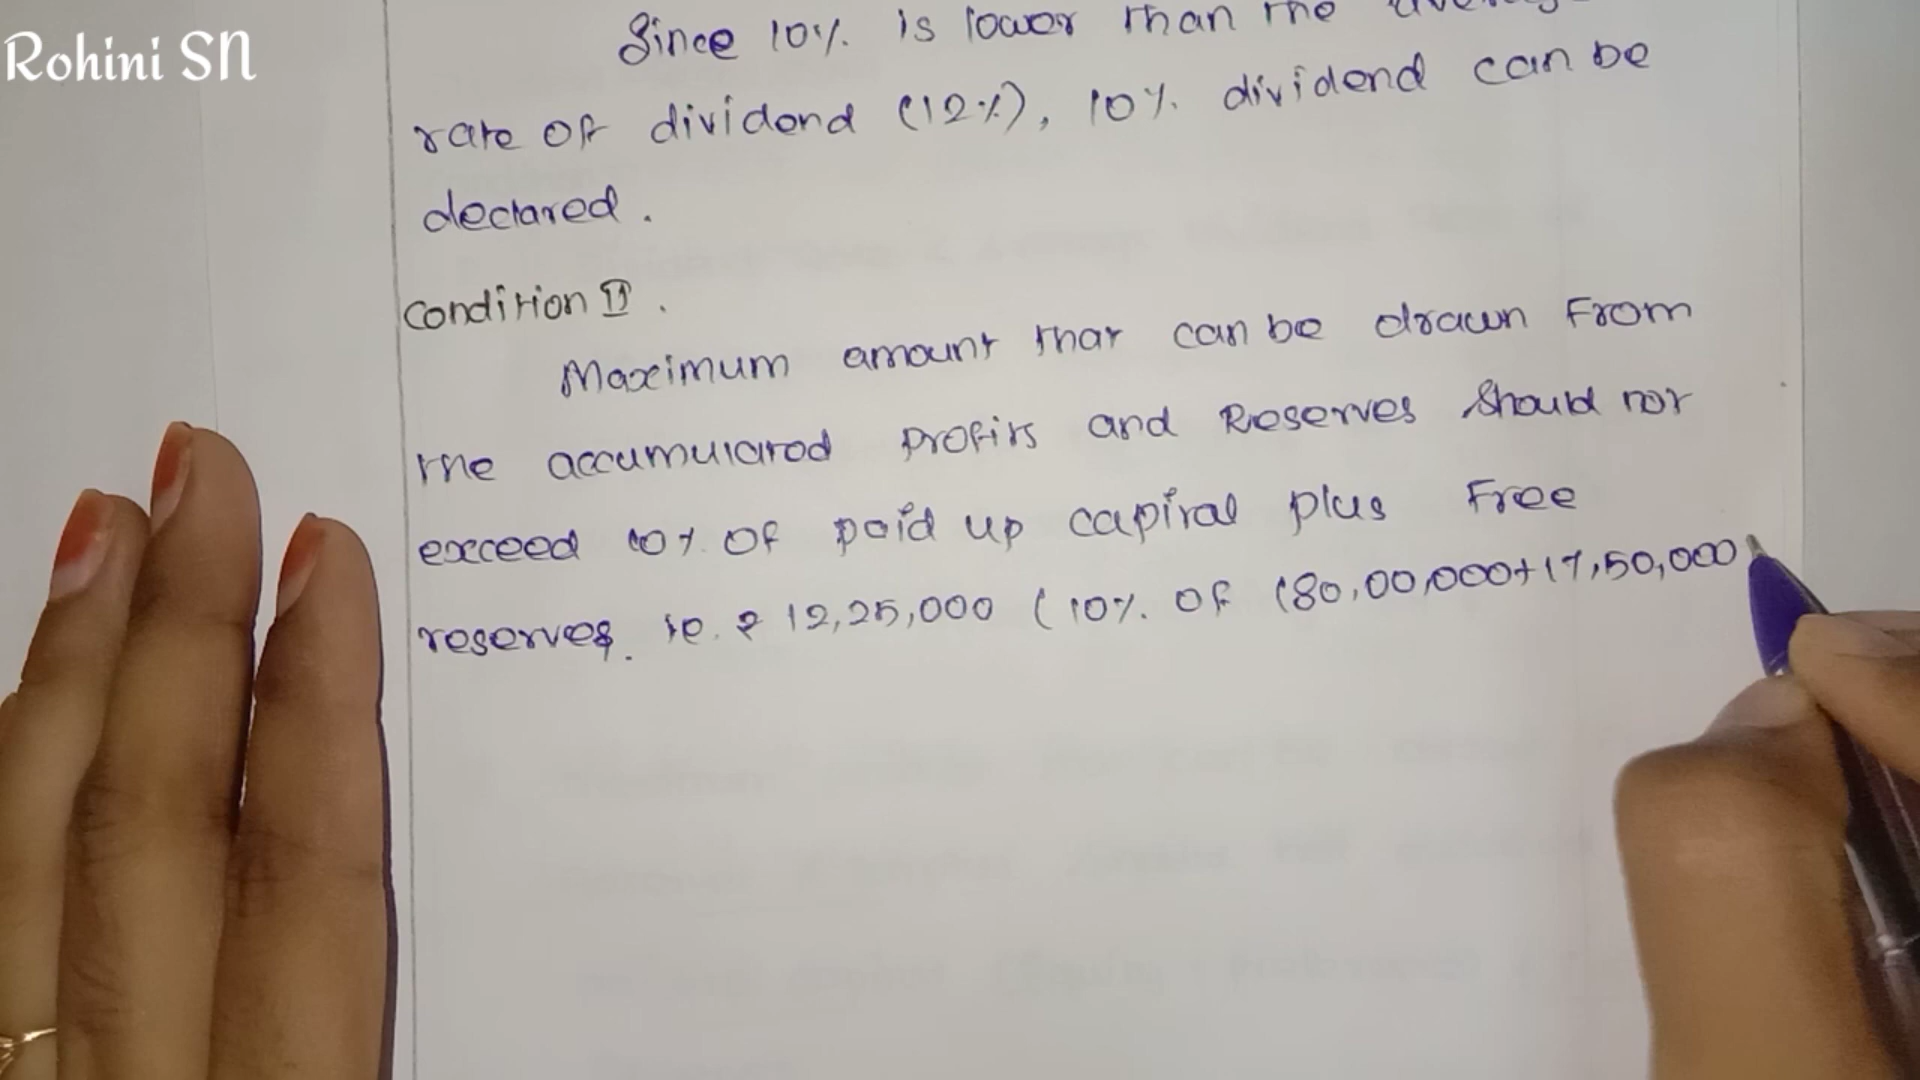 Rohini SN
Since 10% is lower than the average
rate of dividend (12%), 10% dividend can be
declared.
Condition II.
Maximum amount that can be drawn from
the accumulated profits and Reserves should not
exceed 10% of paid up capital plus Free
reserves. ie. ₹ 12,25,000 (10% of (80,00,000+17,50,000